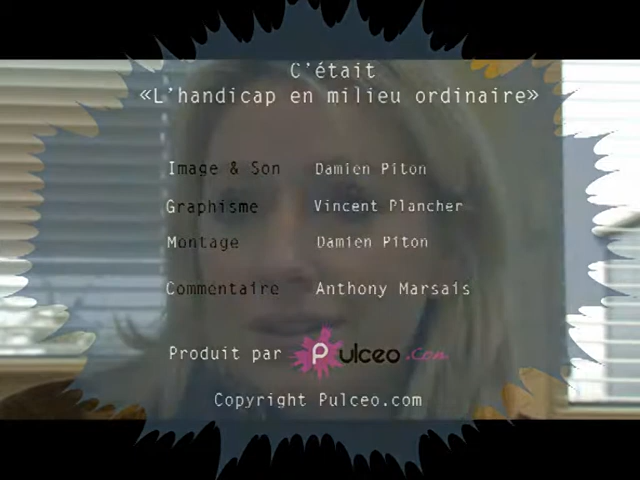 C'était
«L'handicap en milieu ordinaire»
Image & Son Damien Piton
Graphisme Vincent Plancher
Montage Damien Piton
Commentaire Anthony Marsais
Produit par Pulceo.com
Copyright Pulceo.com